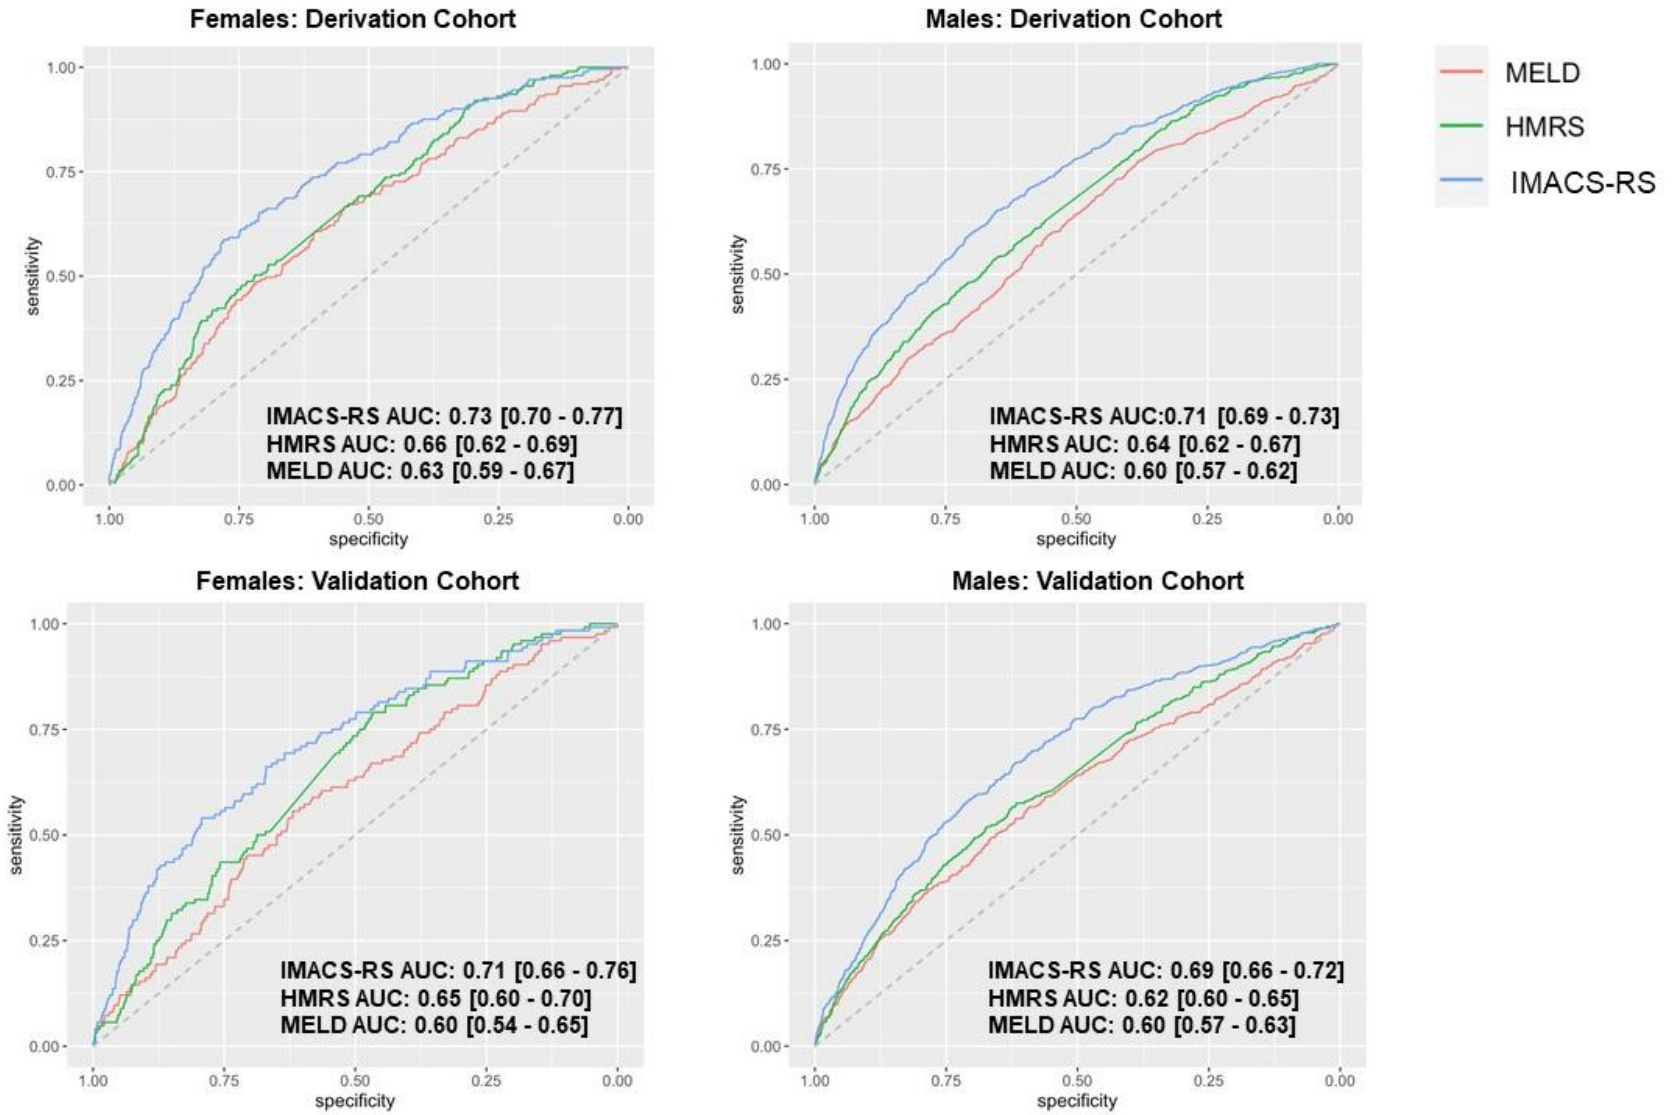 Females: Derivation Cohort
1.00
0.75
0.50
0.25
0.00
sensitivity
IMACS-RS AUC: 0.73 [0.70 - 0.77]
HMRS AUC: 0.66 [0.62 - 0.69]
MELD AUC: 0.63 [0.59 - 0.67]
1.00 0.75 0.50 0.25 0.00
specificity
Males: Derivation Cohort
1.00
0.75
0.50
0.25
0.00
sensitivity
IMACS-RS AUC:0.71 [0.69 - 0.73]
HMRS AUC: 0.64 [0.62 - 0.67]
MELD AUC: 0.60 [0.57 - 0.62]
1.00 0.75 0.50 0.25 0.00
specificity
MELD
HMRS
IMACS-RS
Females: Validation Cohort
1.00
0.75
0.50
0.25
0.00
sensitivity
IMACS-RS AUC: 0.71 [0.66 - 0.76]
HMRS AUC: 0.65 [0.60 - 0.70]
MELD AUC: 0.60 [0.54 - 0.65]
1.00 0.75 0.50 0.25 0.00
specificity
Males: Validation Cohort
1.00
0.75
0.50
0.25
0.00
sensitivity
IMACS-RS AUC: 0.69 [0.66 - 0.72]
HMRS AUC: 0.62 [0.60 - 0.65]
MELD AUC: 0.60 [0.57 - 0.63]
1.00 0.75 0.50 0.25 0.00
specificity